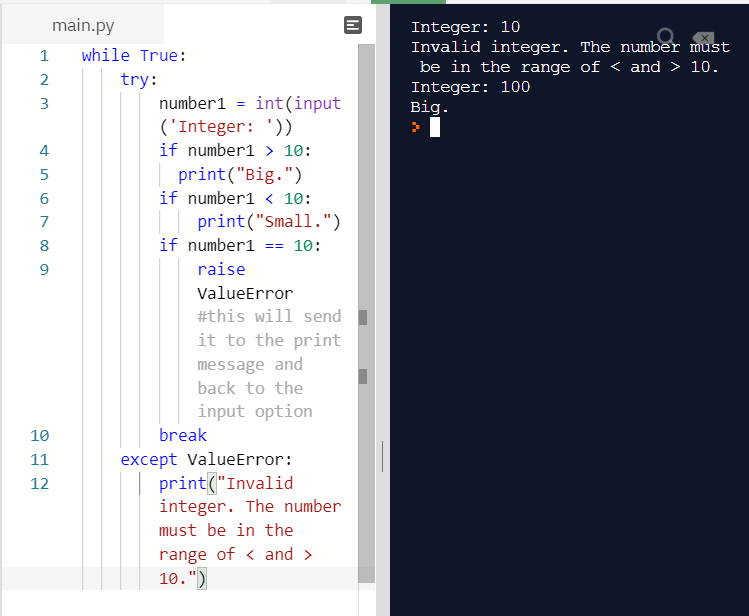 main.py
1 while True:
2 try:
3 number1 = int(input
('Integer: '))
4 if number1 > 10:
5 print("Big.")
6 if number1 < 10:
7 print("Small.")
8 if number1 == 10:
9 raise
ValueError
#this will send
it to the print
message and
back to the
input option
10 break
11 except ValueError:
12 print("Invalid
integer. The number
must be in the
range of < and >
10.")
Integer: 10
Invalid integer. The number must
be in the range of < and > 10.
Integer: 100
Big.
>